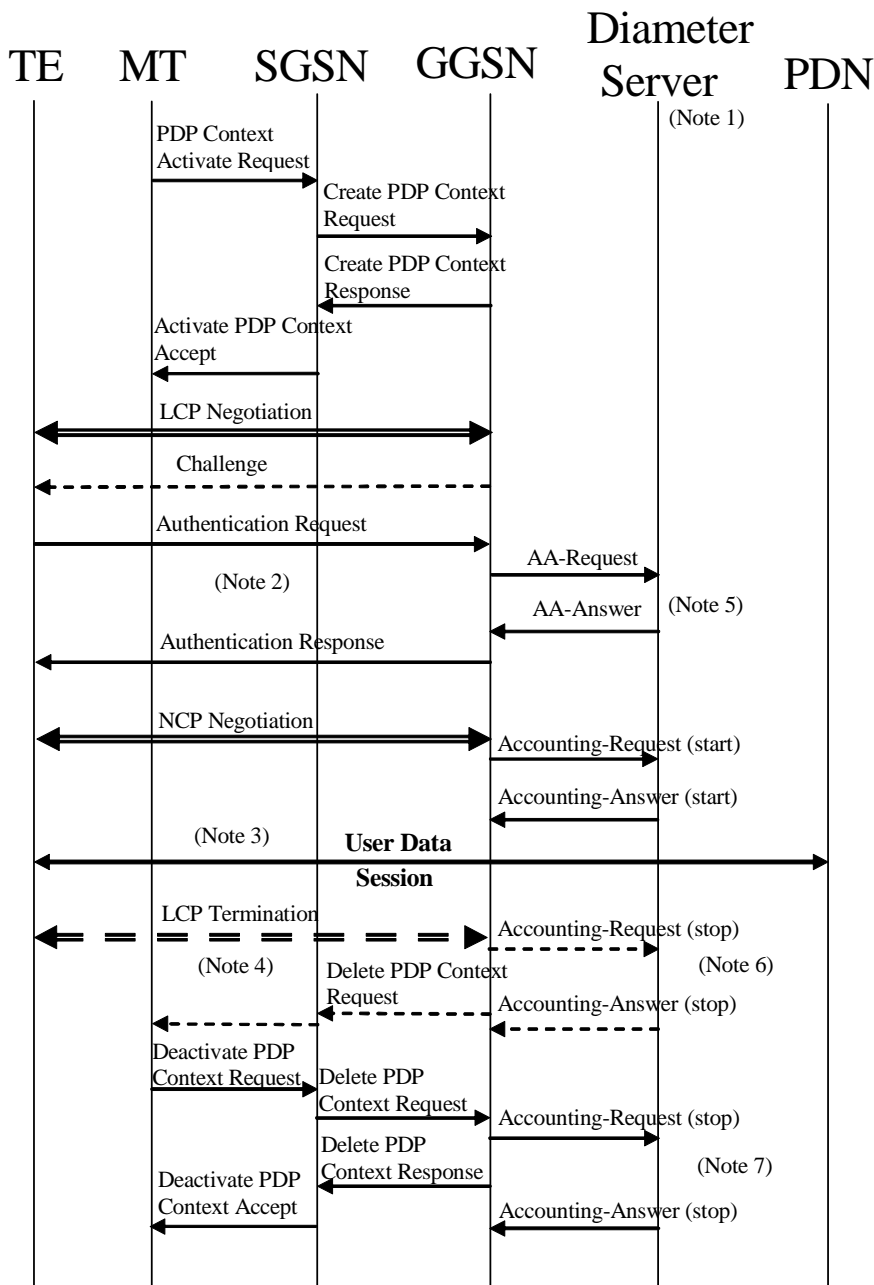 TE
MT
SGSN
GGSN
Diameter
Server
PDN
(Note 1)
PDP Context
Activate Request
Create PDP Context
Request
Create PDP Context
Response
Activate PDP Context
Accept
LCP Negotiation
Challenge
Authentication Request
AA-Request
(Note 2)
AA-Answer
(Note 5)
Authentication Response
NCP Negotiation
Accounting-Request (start)
Accounting-Answer (start)
(Note 3)
User Data
Session
LCP Termination
Accounting-Request (stop)
(Note 4)
Delete PDP Context
Request
(Note 6)
Accounting-Answer (stop)
Deactivate PDP
Context Request
Delete PDP
Context Request
Accounting-Request (stop)
Delete PDP
Context Response
(Note 7)
Deactivate PDP
Context Accept
Accounting-Answer (stop)